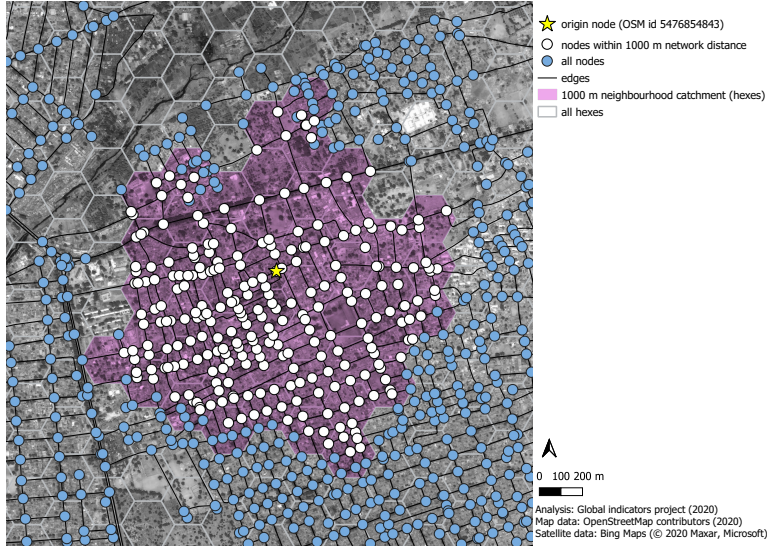 origin node (OSM id 5476854843)
nodes within 1000 m network distance
all nodes
edges
1000 m neighbourhood catchment (hexes)
all hexes
0 100 200 m
Analysis: Global indicators project (2020)
Map data: OpenStreetMap contributors (2020)
Satellite data: Bing Maps (© 2020 Maxar, Microsoft)